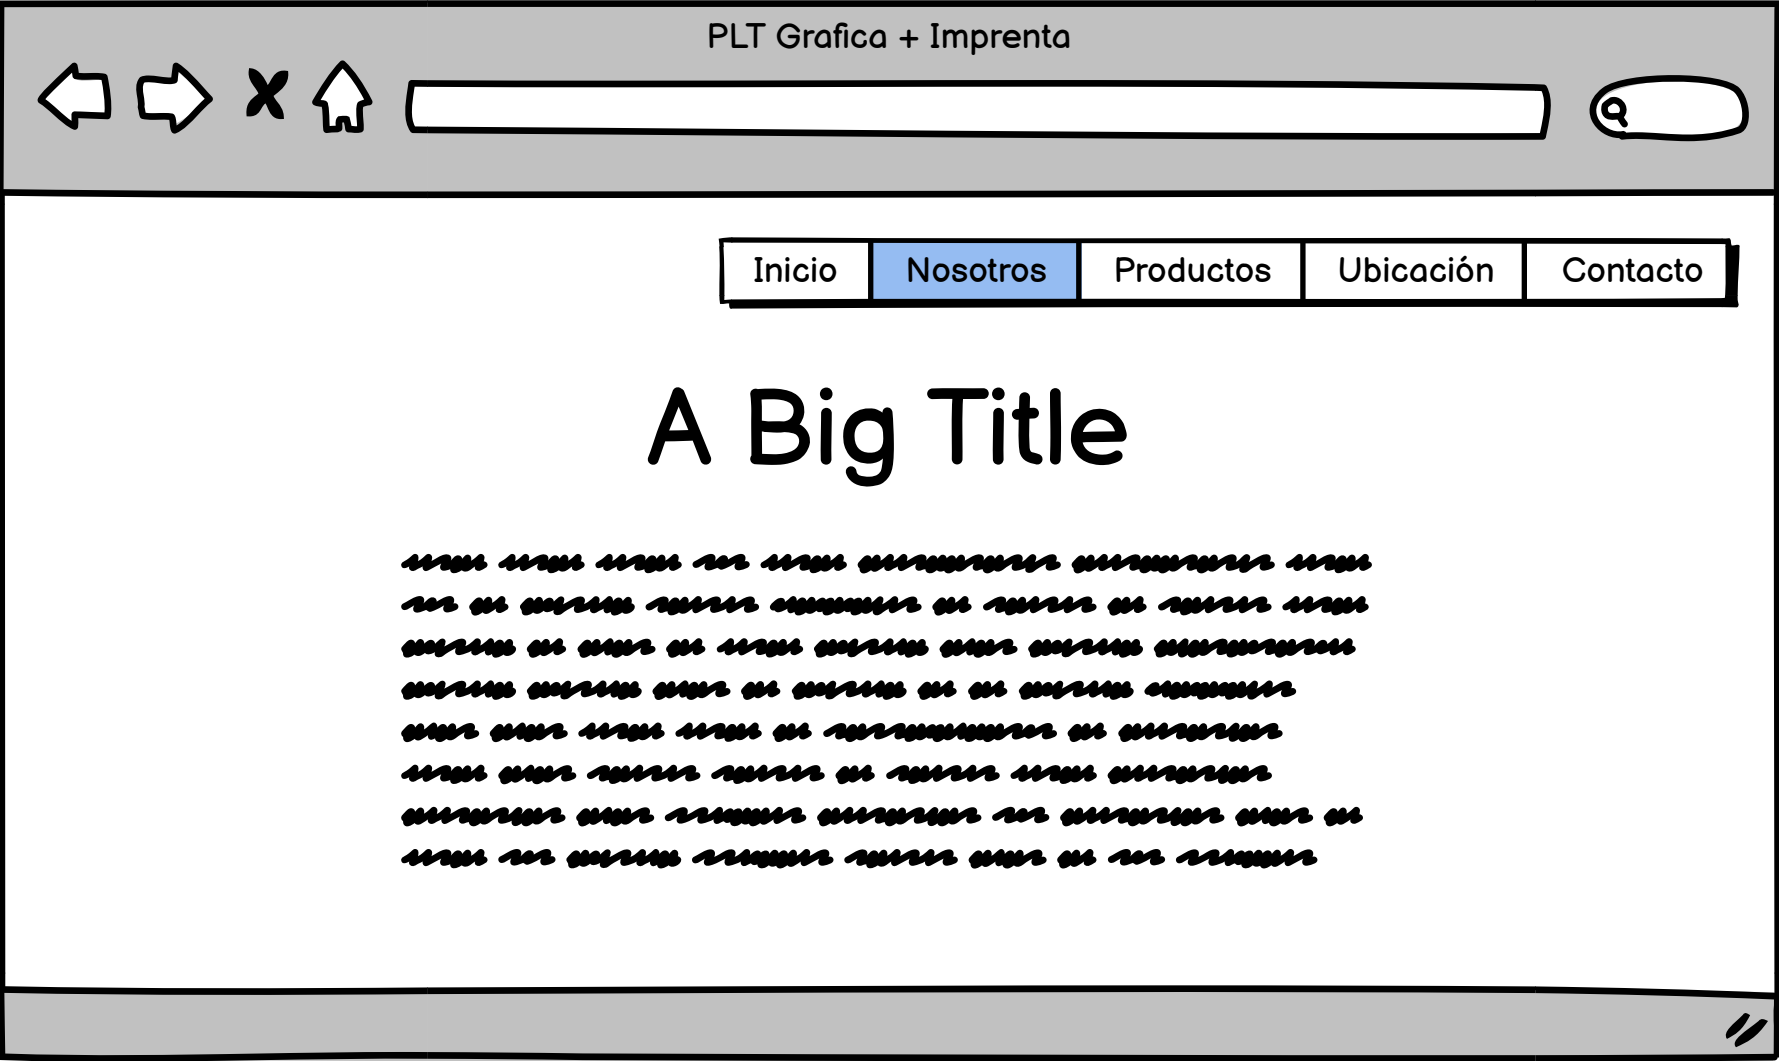 PLT Grafica + Imprenta
Inicio Nosotros Productos Ubicación Contacto
A Big Title